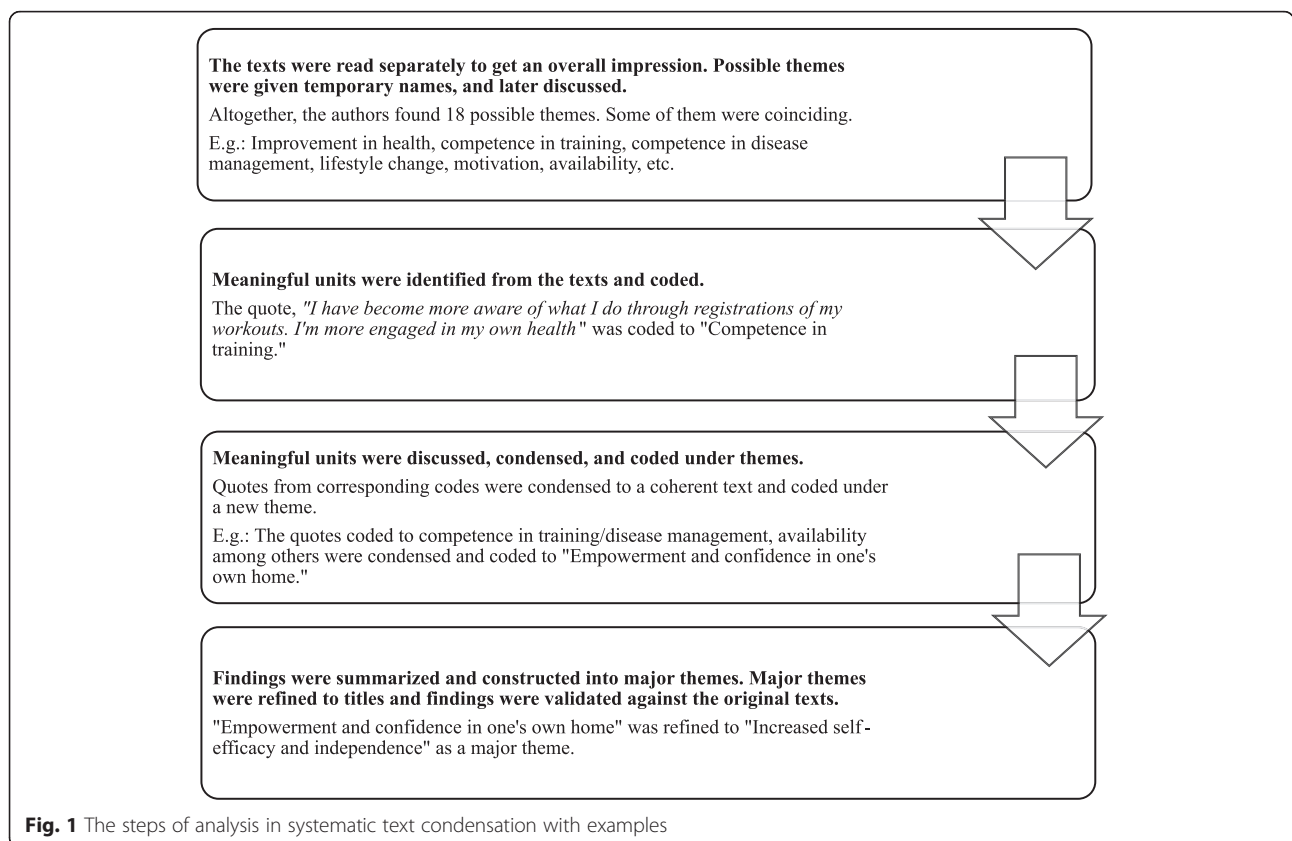 The texts were read separately to get an overall impression. Possible themes
were given temporary names, and later discussed.
Altogether, the authors found 18 possible themes. Some of them were coinciding.
E.g.: Improvement in health, competence in training, competence in disease
management, lifestyle change, motivation, availability, etc.
Meaningful units were identified from the texts and coded.
The quote, "I have become more aware of what I do through registrations of my
workouts. I'm more engaged in my own health" was coded to "Competence in
training."
Meaningful units were discussed, condensed, and coded under themes.
Quotes from corresponding codes were condensed to a coherent text and coded under
a new theme.
E.g.: The quotes coded to competence in training/disease management, availability
among others were condensed and coded to "Empowerment and confidence in one's
own home."
Findings were summarized and constructed into major themes. Major themes
were refined to titles and findings were validated against the original texts.
"Empowerment and confidence in one's own home" was refined to "Increased self-
efficacy and independence" as a major theme.
Fig. 1 The steps of analysis in systematic text condensation with examples